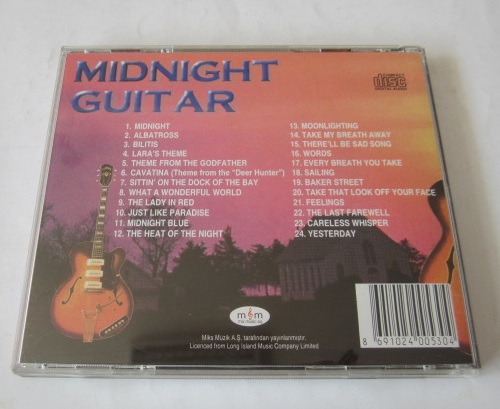 MIDNIGHT
GUITAR
COMPACT
disc
DIGITAL AUDIO
1. MIDNIGHT
2. ALBATROSS
3. BILITIS
4. LARA'S THEME
5. THEME FROM THE GODFATHER
6. CAVATINA (Theme from the "Deer Hunter")
7. SITTIN' ON THE DOCK OF THE BAY
8. WHAT A WONDERFUL WORLD
9. THE LADY IN RED
10. JUST LIKE PARADISE
11. MIDNIGHT BLUE
12. THE HEAT OF THE NIGHT
13. MOONLIGHTING
14. TAKE MY BREATH AWAY
15. THERE'LL BE SAD SONG
16. WORDS
17. EVERY BREATH YOU TAKE
18. SAILING
19. BAKER STREET
20. TAKE THAT LOOK OFF YOUR FACE
21. FEELINGS
22. THE LAST FAREWELL
23. CARELESS WHISPER
24. YESTERDAY
Miks Müzik A.Ş. tarafından yayınlanmıştır.
Licenced from Long Island Music Company Limited
8 691024 005304